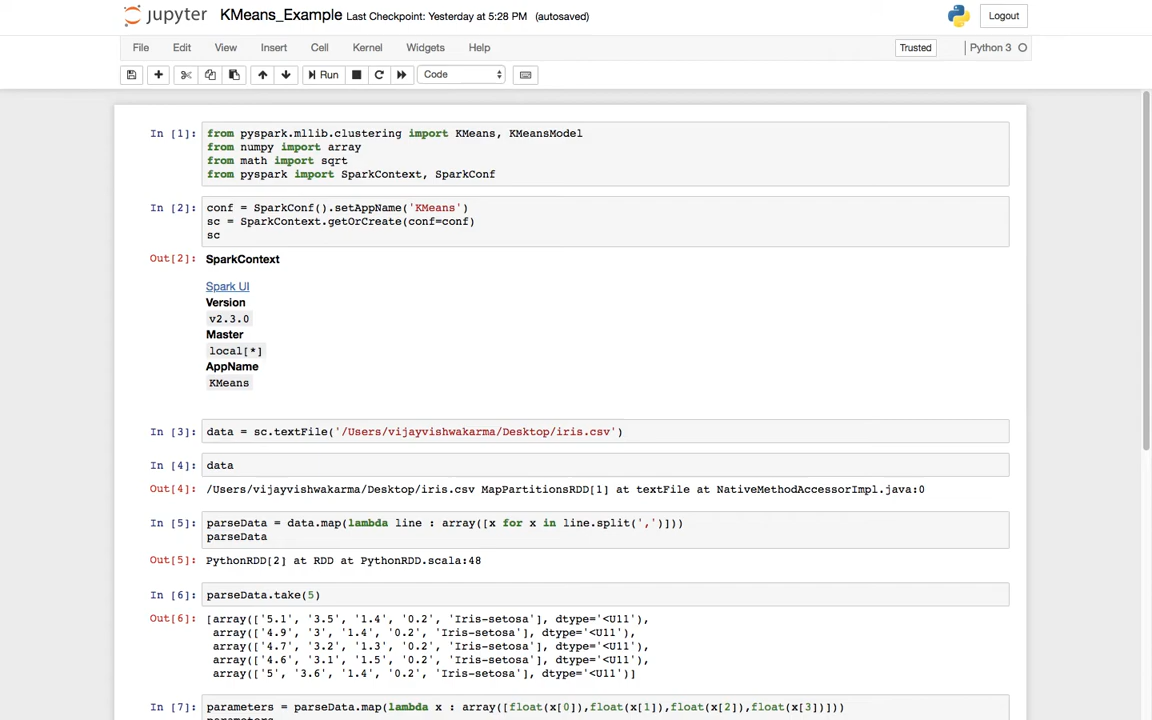 jupyter KMeans_Example Last Checkpoint: Yesterday at 5:28 PM (autosaved) Logout
File Edit View Insert Cell Kernel Widgets Help Trusted Python 3
Run Code
In [1]: from pyspark.mllib.clustering import KMeans, KMeansModel
from numpy import array
from math import sqrt
from pyspark import SparkContext, SparkConf
In [2]: conf = SparkConf().setAppName('KMeans')
sc = SparkContext.getOrCreate(conf=conf)
sc
Out[2]: SparkContext
Spark UI
Version
v2.3.0
Master
local[*]
AppName
KMeans
In [3]: data = sc.textFile('/Users/vijayvishwakarma/Desktop/iris.csv')
In [4]: data
Out[4]: /Users/vijayvishwakarma/Desktop/iris.csv MapPartitionsRDD[1] at textFile at NativeMethodAccessorImpl.java:0
In [5]: parseData = data.map(lambda line : array([x for x in line.split(',')]))
parseData
Out[5]: PythonRDD[2] at RDD at PythonRDD.scala:48
In [6]: parseData.take(5)
Out[6]: [array(['5.1', '3.5', '1.4', '0.2', 'Iris-setosa'], dtype='<U11'),
array(['4.9', '3', '1.4', '0.2', 'Iris-setosa'], dtype='<U11'),
array(['4.7', '3.2', '1.3', '0.2', 'Iris-setosa'], dtype='<U11'),
array(['4.6', '3.1', '1.5', '0.2', 'Iris-setosa'], dtype='<U11'),
array(['5', '3.6', '1.4', '0.2', 'Iris-setosa'], dtype='<U11')]
In [7]: parameters = parseData.map(lambda x : array([float(x[0]),float(x[1]),float(x[2]),float(x[3])]))
parameters